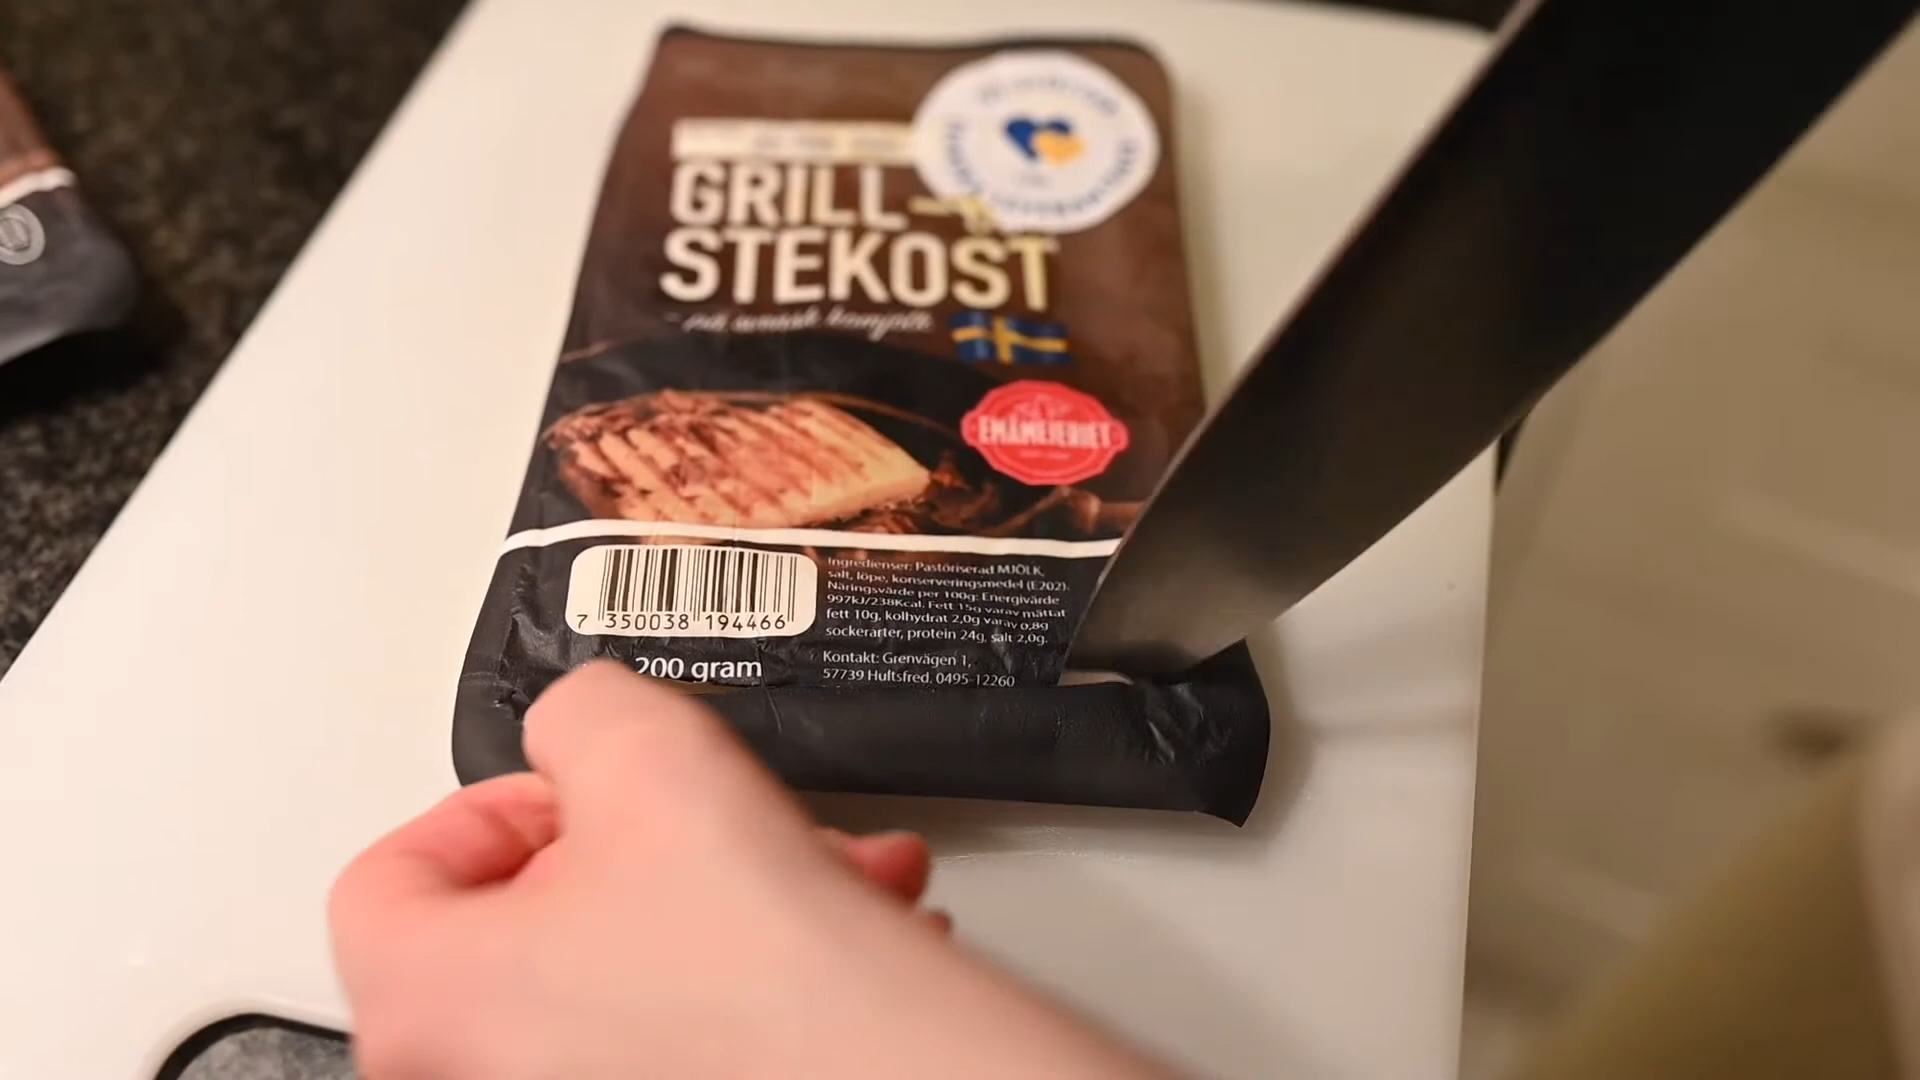 GRILL-
STEKOST
EMÅMEJERIET
Ingredienser: Pastöriserad MJÖLK,
salt, löpe, konserveringsmedel (E202).
Näringsvärde per 100g: Energivärde
997kJ/238Kcal. Fett 15g varav mättat
fett 10g, kolhydrat 2,0g varav 0,8g
sockerarter, protein 24g, salt 2,0g.
7 350038 194466
200 gram
Kontakt: Grenvägen 1,
57739 Hultsfred. 0495-12260